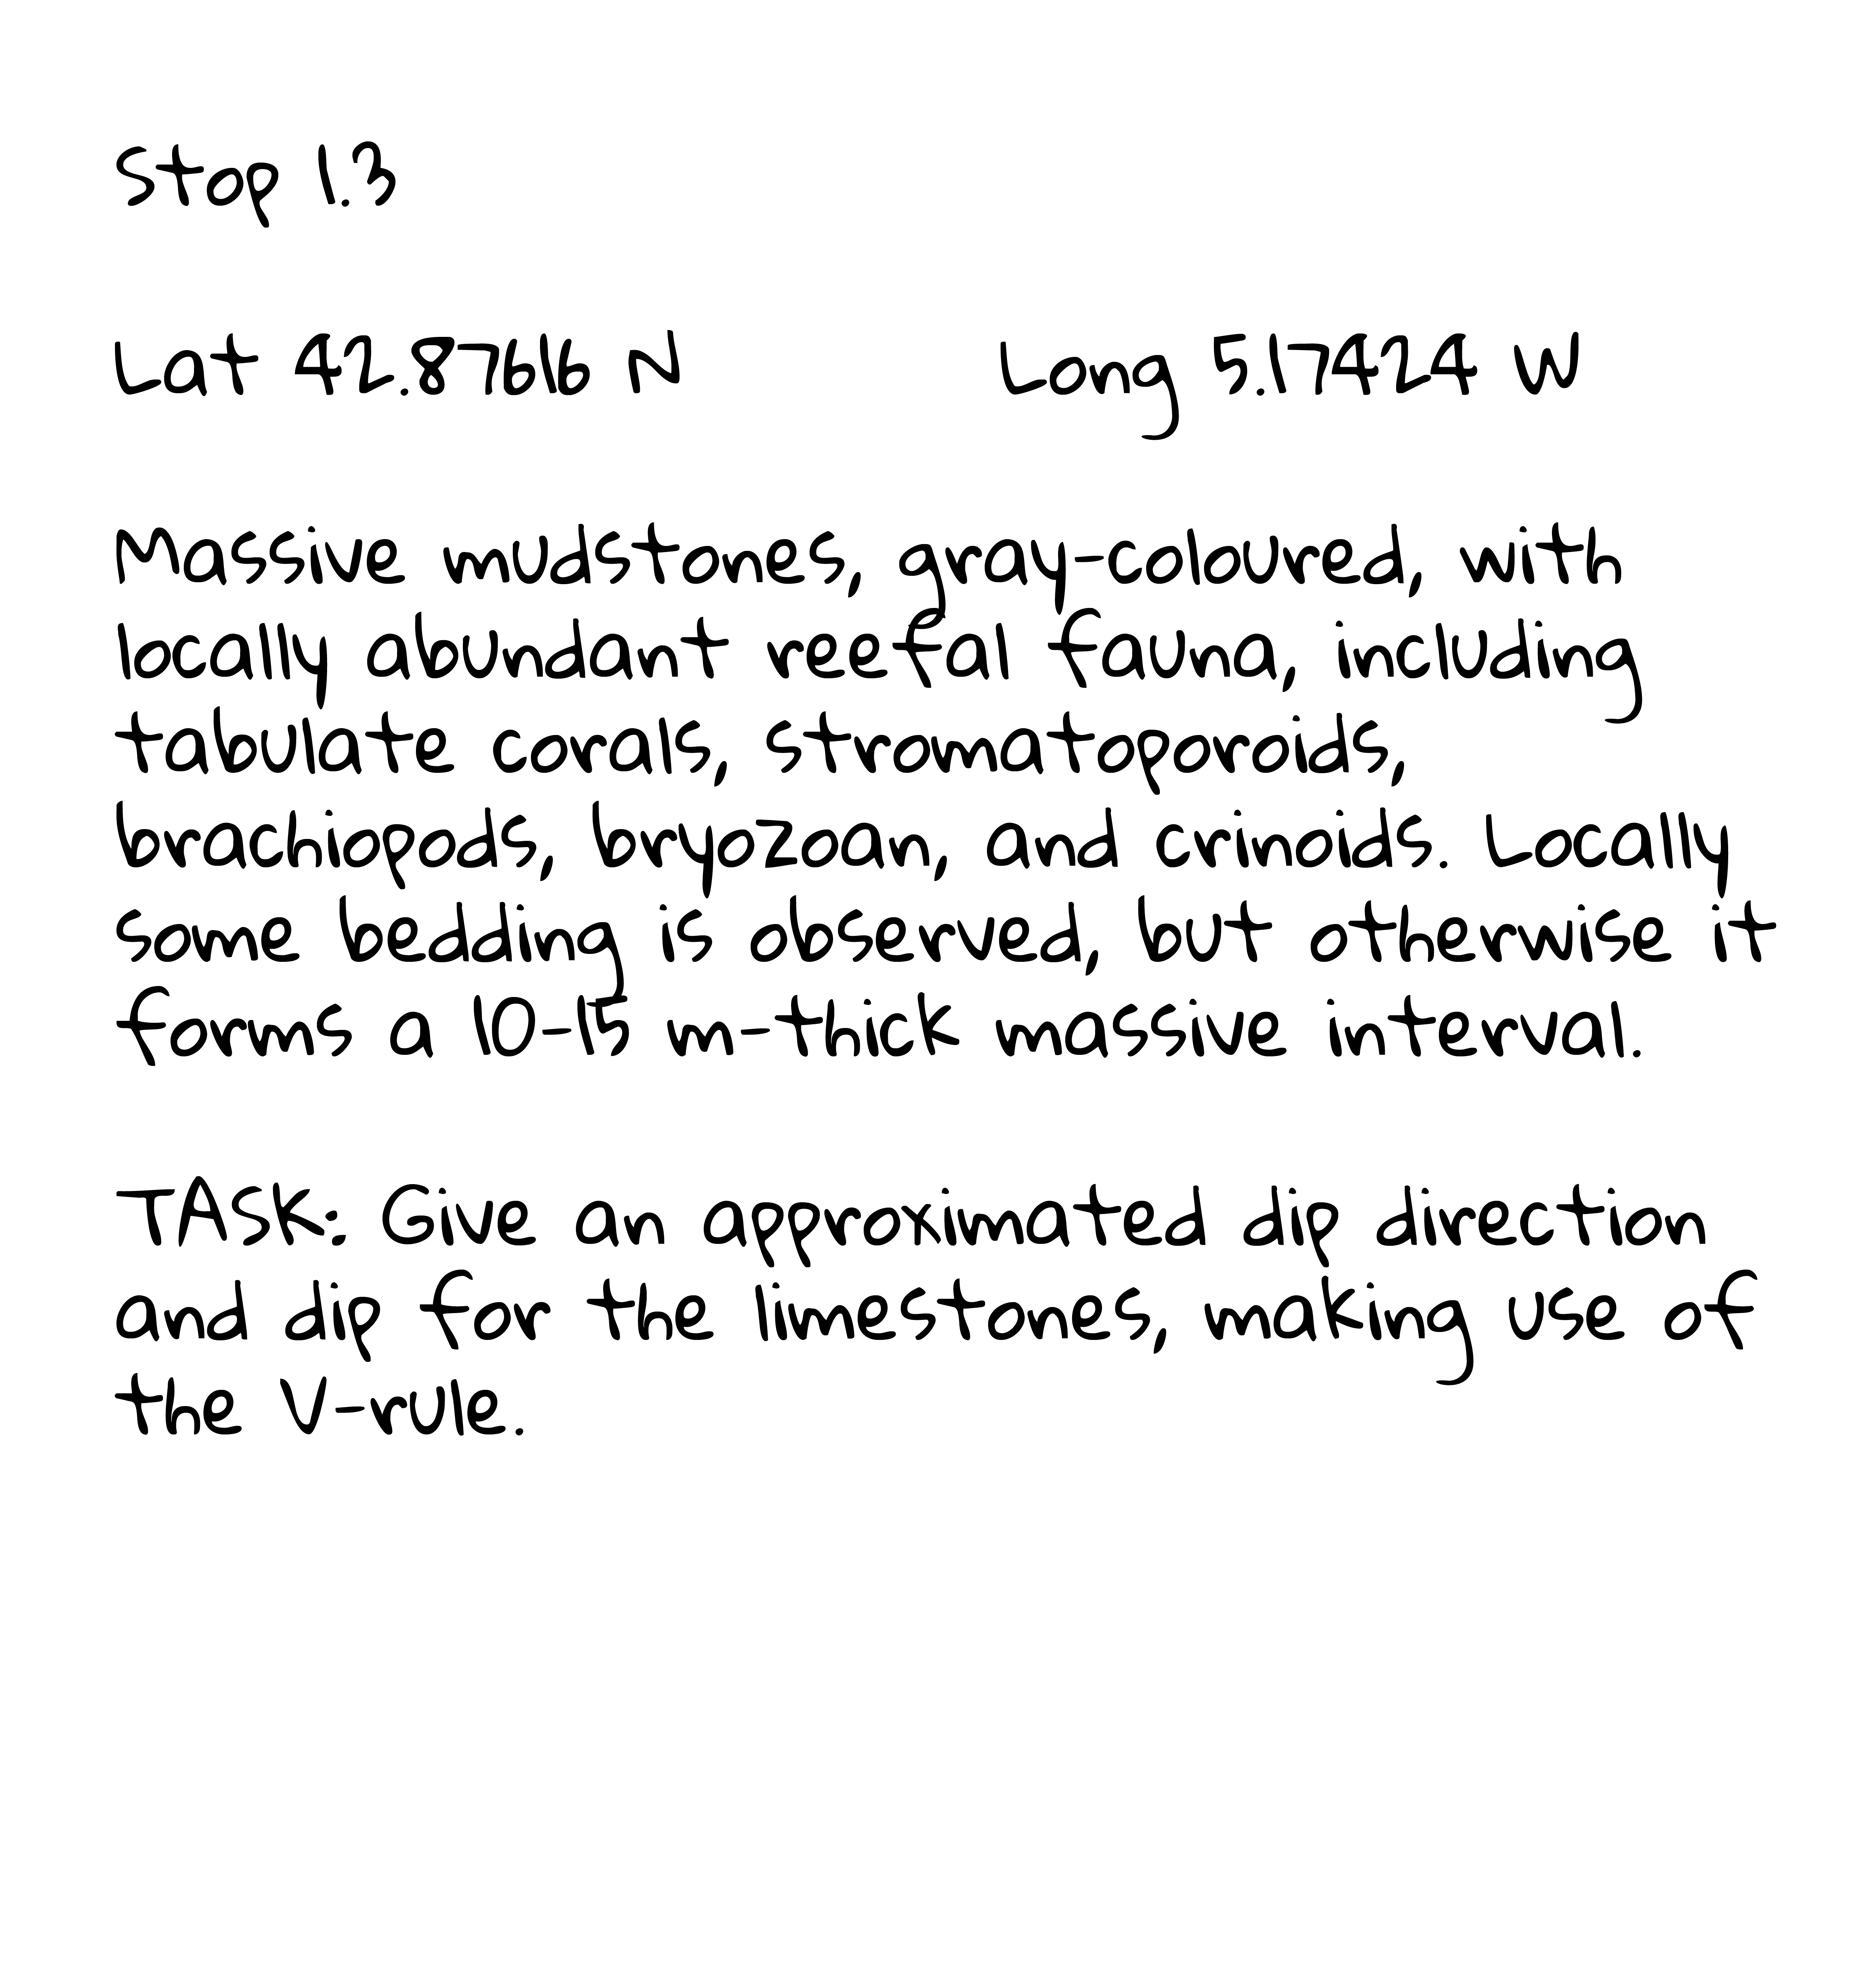 Stop 1.3
Lat 42.87616 N Long 5.17424 W
Massive mudstones, gray-coloured, with
locally abundant reefal fauna, including
tabulate corals, stromatoporoids,
brachiopods, bryozoan, and crinoids. Locally
some bedding is observed, but otherwise it
forms a 10-15 m-thick massive interval.
TASK: Give an approximated dip direction
and dip for the limestones, making use of
the V-rule.